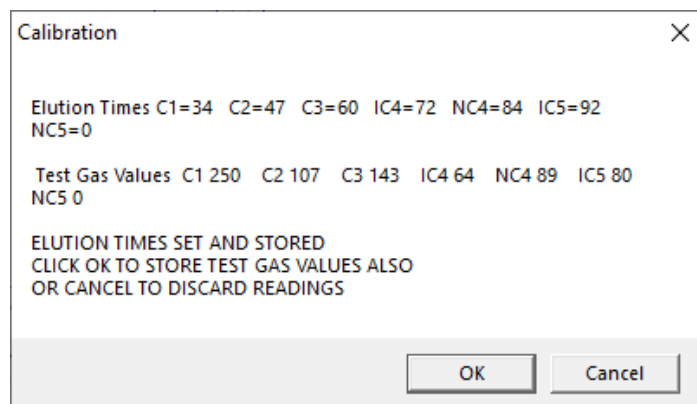 Calibration
Elution Times C1=34 C2=47 C3=60 IC4=72 NC4=84 IC5=92
NC5=0
Test Gas Values C1 250 C2 107 C3 143 IC4 64 NC4 89 IC5 80
NC5 0
ELUTION TIMES SET AND STORED
CLICK OK TO STORE TEST GAS VALUES ALSO
OR CANCEL TO DISCARD READINGS
OK Cancel